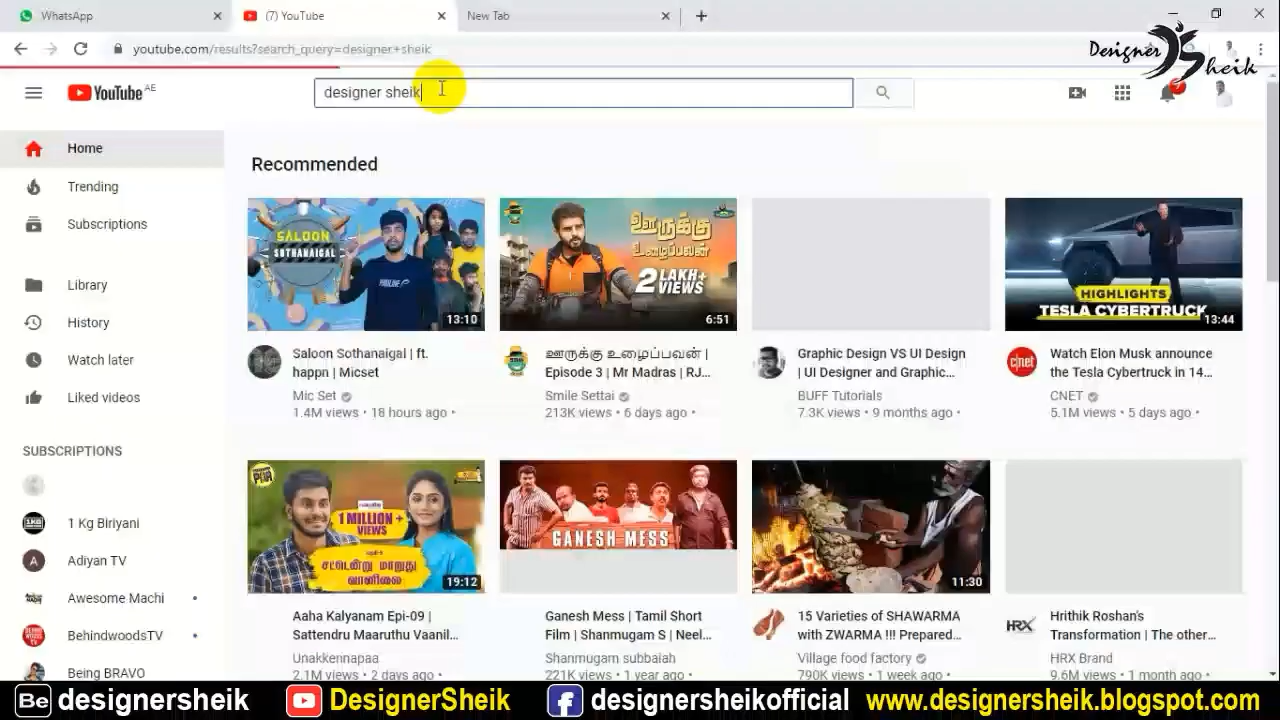 WhatsApp
(7) YouTube
New Tab
youtube.com/results?search_query=designer+sheik
Designer Sheik
YouTube AE
designer sheik
7
Home
Trending
Subscriptions
Library
History
Watch later
Liked videos
SUBSCRIPTIONS
1 Kg Biriyani
Adiyan TV
Awesome Machi
BehindwoodsTV
Being BRAVO
Recommended
SALOON
SOTHANAIGAL
13:10
ஊருக்கு
உழைப்பவன்
2 LAKH+
VIEWS
6:51
HIGHLIGHTS
TESLA CYBERTRUCK
13:44
Saloon Sothanaigal | ft.
happn | Micset
Mic Set
1.4M views • 18 hours ago •
ஊருக்கு உழைப்பவன் |
Episode 3 | Mr Madras | RJ...
Smile Settai
213K views • 6 days ago •
Graphic Design VS UI Design
| UI Designer and Graphic...
BUFF Tutorials
7.3K views • 9 months ago •
c|net
Watch Elon Musk announce
the Tesla Cybertruck in 14...
CNET
5.1M views • 5 days ago •
1 MILLION +
VIEWS
சட்டென்று மாறுது
வானிலை
19:12
GANESH MESS
11:30
Aaha Kalyanam Epi-09 |
Sattendru Maaruthu Vaanil...
Unakkennapaa
2.1M views • 2 days ago •
Ganesh Mess | Tamil Short
Film | Shanmugam S | Neel...
Shanmugam subbaiah
221K views • 1 year ago •
15 Varieties of SHAWARMA
with ZWARMA !!! Prepared...
Village food factory
790K views • 1 week ago •
HRX
Hrithik Roshan's
Transformation | The other...
HRX Brand
9.6M views • 1 month ago •
Be designersheik
DesignerSheik
designersheikofficial
www.designersheik.blogspot.com